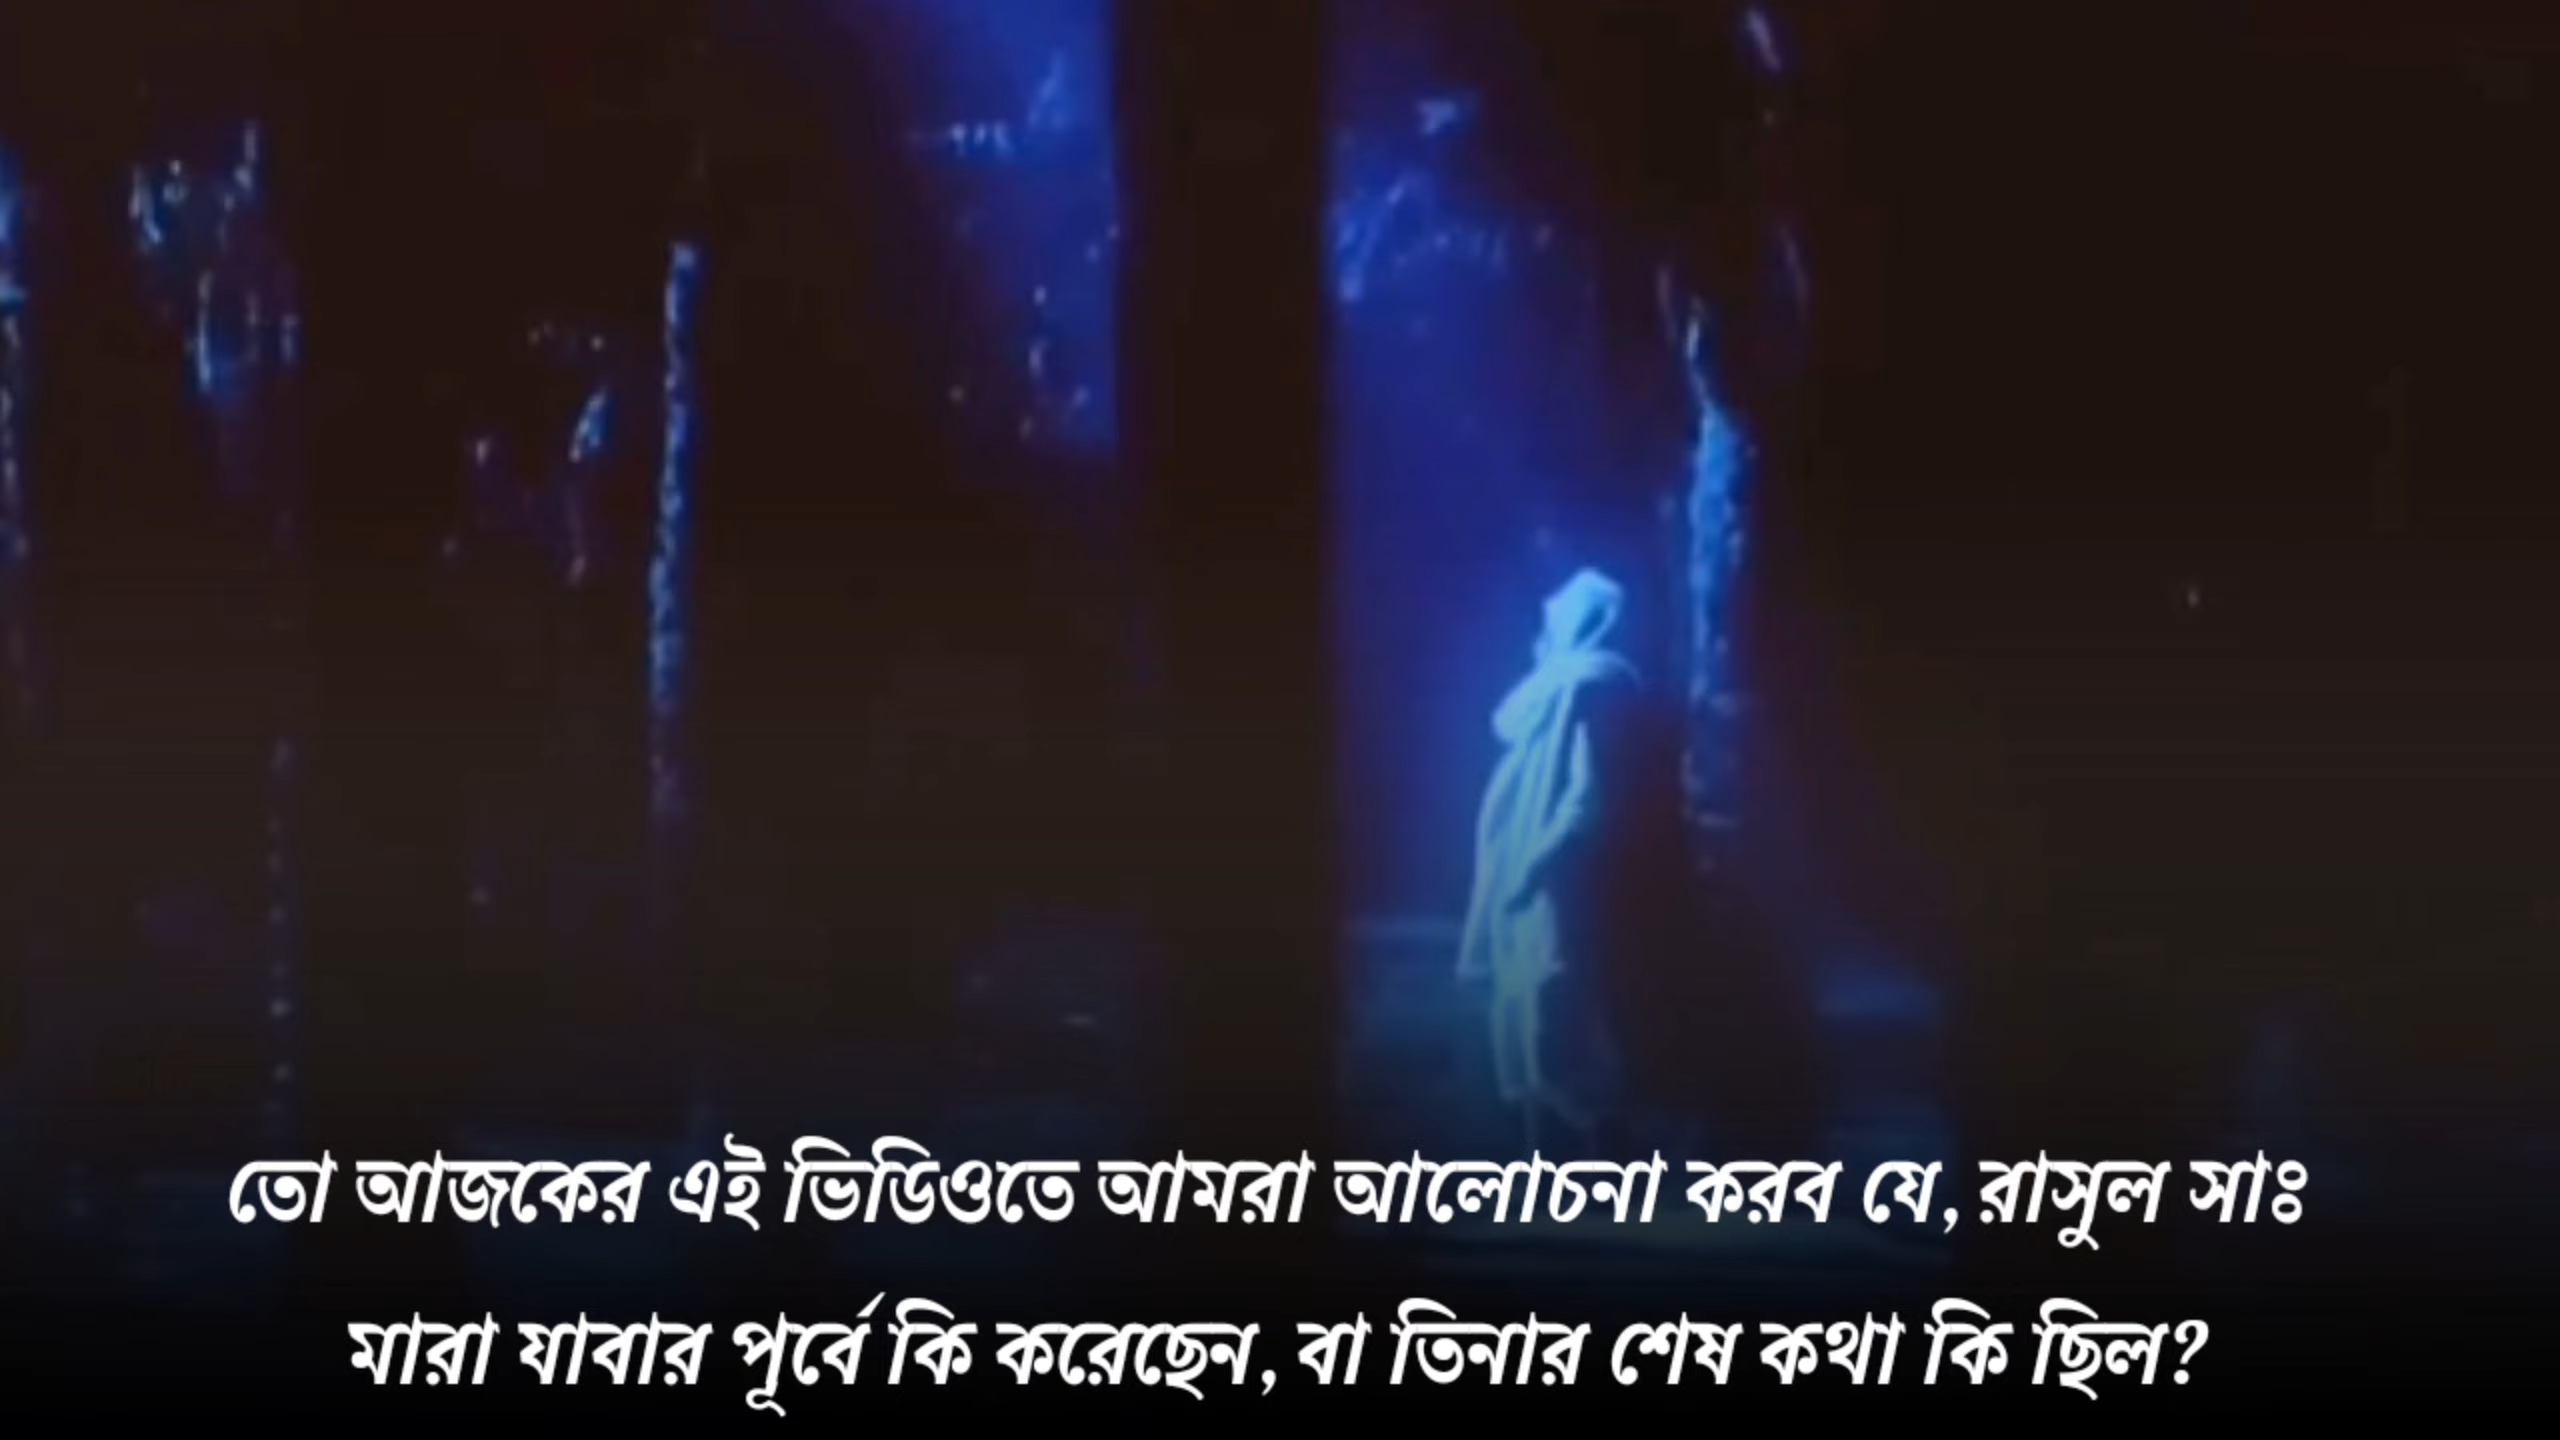 তো আজকের এই ভিডিওতে আমরা আলোচনা করব যে, রাসুল সাঃ
মারা যাবার পূর্বে কি করেছেন, বা তিনার শেষ কথা কি ছিল?